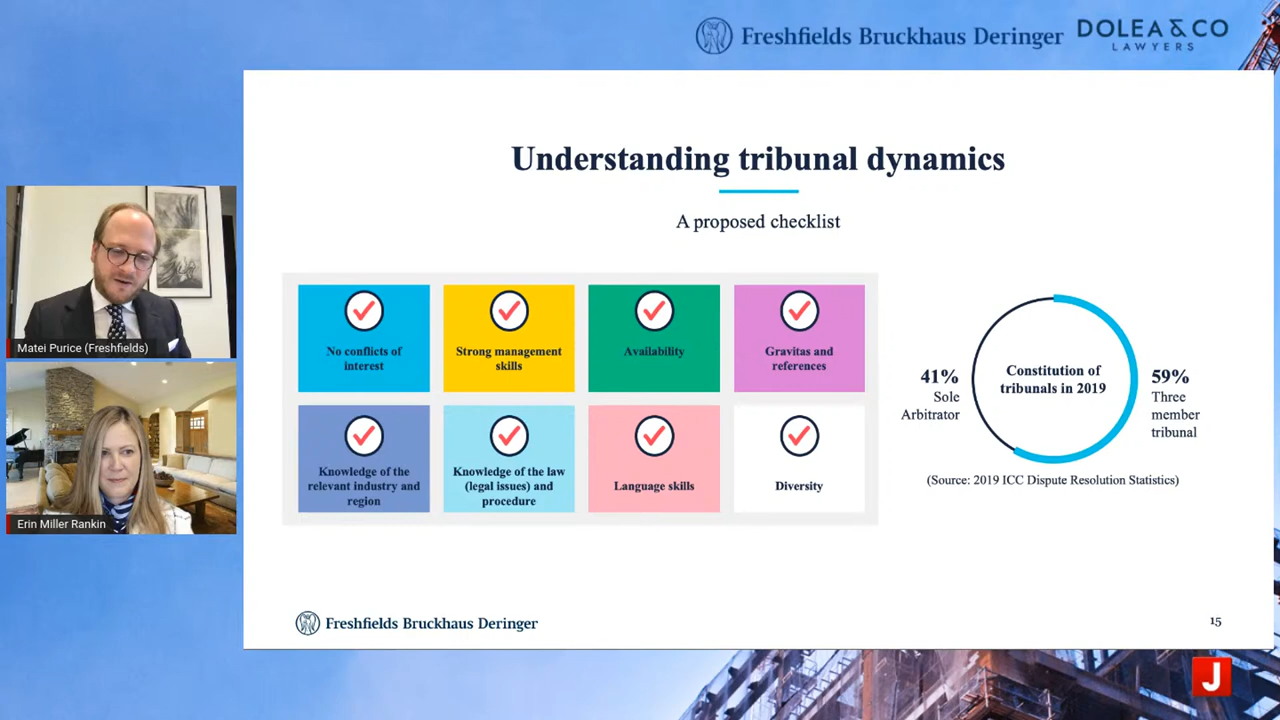 Freshfields Bruckhaus Deringer
DOLEA & CO
LAWYERS
Understanding tribunal dynamics
A proposed checklist
No conflicts of
interest
Strong management
skills
Availability
Gravitas and
references
Knowledge of the
relevant industry and
region
Knowledge of the law
(legal issues) and
procedure
Language skills
Diversity
41%
Sole
Arbitrator
Constitution of
tribunals in 2019
59%
Three
member
tribunal
(Source: 2019 ICC Dispute Resolution Statistics)
Matei Purice (Freshfields)
Erin Miller Rankin
Freshfields Bruckhaus Deringer
15
J